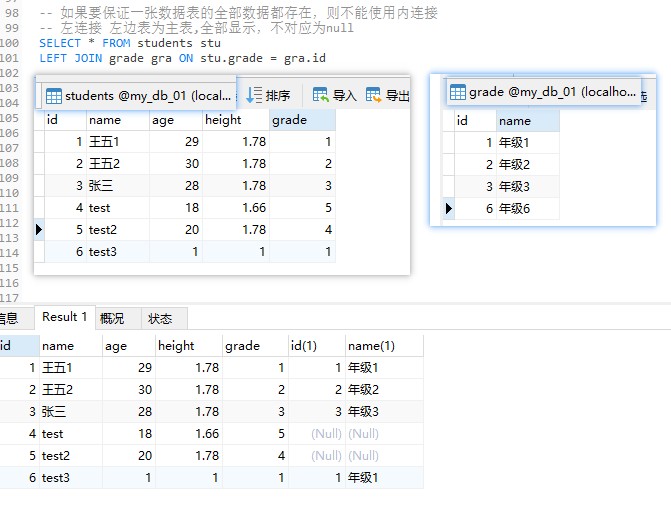 98 -- 如果要保证一张数据表的全部数据都存在，则不能使用内连接
99 -- 左连接 左边表为主表,全部显示，不对应为null
100 SELECT * FROM students stu
101 LEFT JOIN grade gra ON stu.grade = gra.id
102
103
104
105
106
107
108
109
110
111
112
113
114
115
116
117
students @my_db_01 (local... 排序 导入 导出
id name age height grade
1 王五1 29 1.78 1
2 王五2 30 1.78 2
3 张三 28 1.78 3
4 test 18 1.66 5
5 test2 20 1.78 4
6 test3 1 1 1
grade @my_db_01 (localho...
id name
1 年级1
2 年级2
3 年级3
6 年级6
信息 Result 1 概况 状态
id name age height grade id(1) name(1)
1 王五1 29 1.78 1 1 年级1
2 王五2 30 1.78 2 2 年级2
3 张三 28 1.78 3 3 年级3
4 test 18 1.66 5 (Null) (Null)
5 test2 20 1.78 4 (Null) (Null)
6 test3 1 1 1 1 年级1